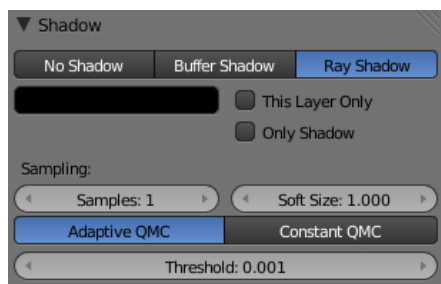 Shadow
No Shadow Buffer Shadow Ray Shadow
This Layer Only
Only Shadow
Sampling:
Samples: 1 Soft Size: 1.000
Adaptive QMC Constant QMC
Threshold: 0.001